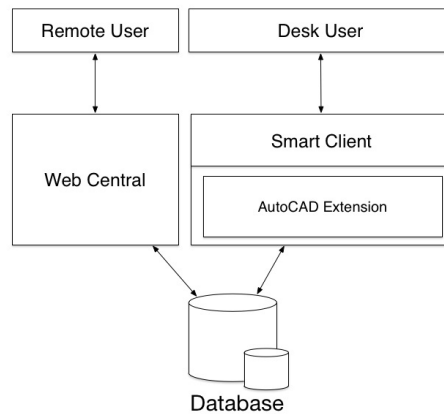 Remote User
Desk User
Web Central
Smart Client
AutoCAD Extension
Database